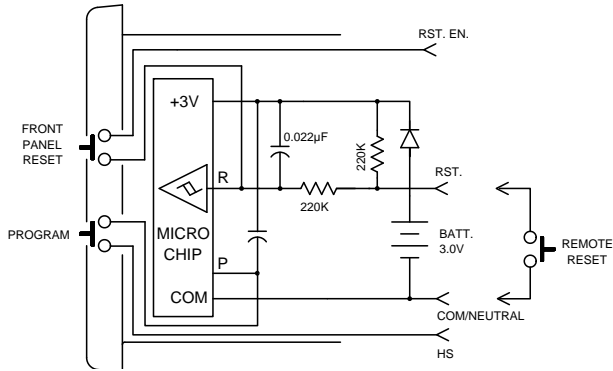 RST. EN.
+3V
0.022µF
220K
FRONT
PANEL
RESET
R
RST.
220K
PROGRAM
MICRO
CHIP
BATT.
3.0V
REMOTE
RESET
P
COM
COM/NEUTRAL
HS